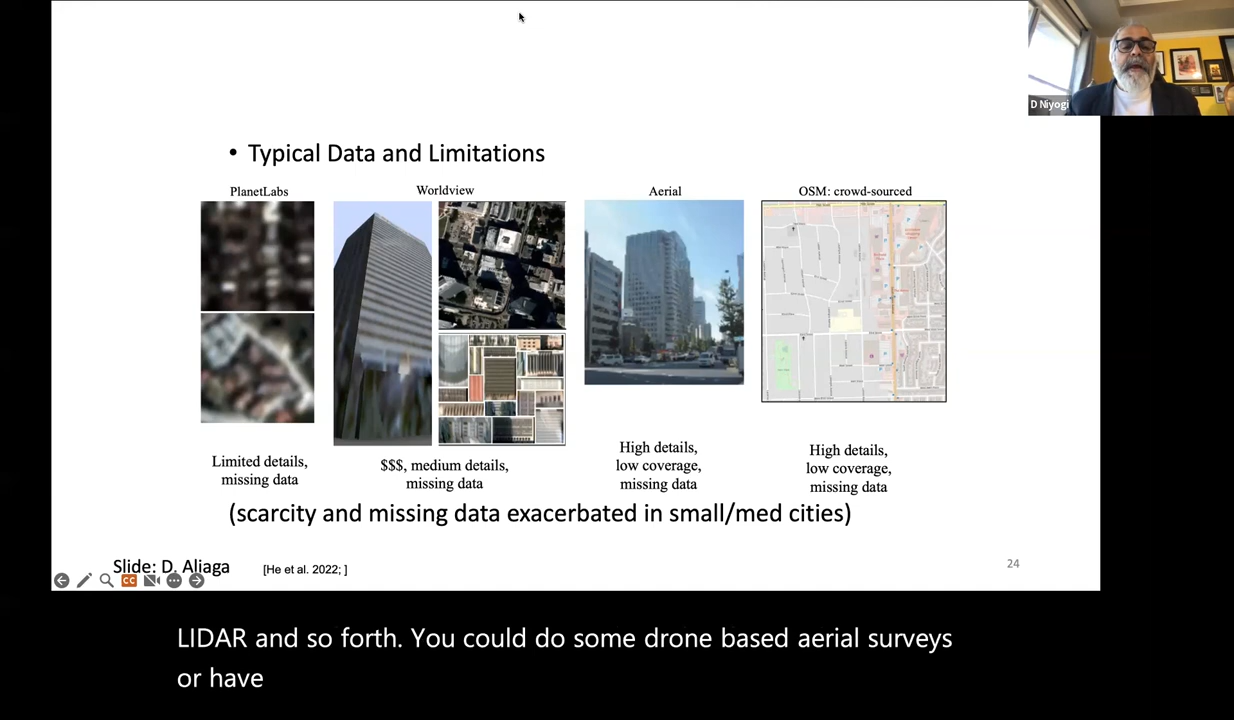 D Niyogi
• Typical Data and Limitations
PlanetLabs
Worldview
Aerial
OSM: crowd-sourced
Limited details,
missing data
$$$, medium details,
missing data
High details,
low coverage,
missing data
High details,
low coverage,
missing data
(scarcity and missing data exacerbated in small/med cities)
Slide: D. Aliaga
[He et al. 2022; ]
24
CC
LIDAR and so forth. You could do some drone based aerial surveys
or have